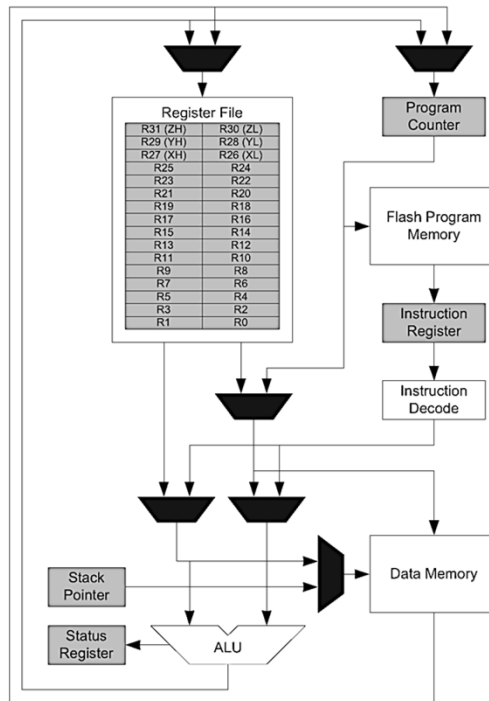 Register File
R31 (ZH) R30 (ZL)
R29 (YH) R28 (YL)
R27 (XH) R26 (XL)
R25 R24
R23 R22
R21 R20
R19 R18
R17 R16
R15 R14
R13 R12
R11 R10
R9 R8
R7 R6
R5 R4
R3 R2
R1 R0
Program
Counter
Flash Program
Memory
Instruction
Register
Instruction
Decode
Stack
Pointer
Data Memory
Status
Register
ALU